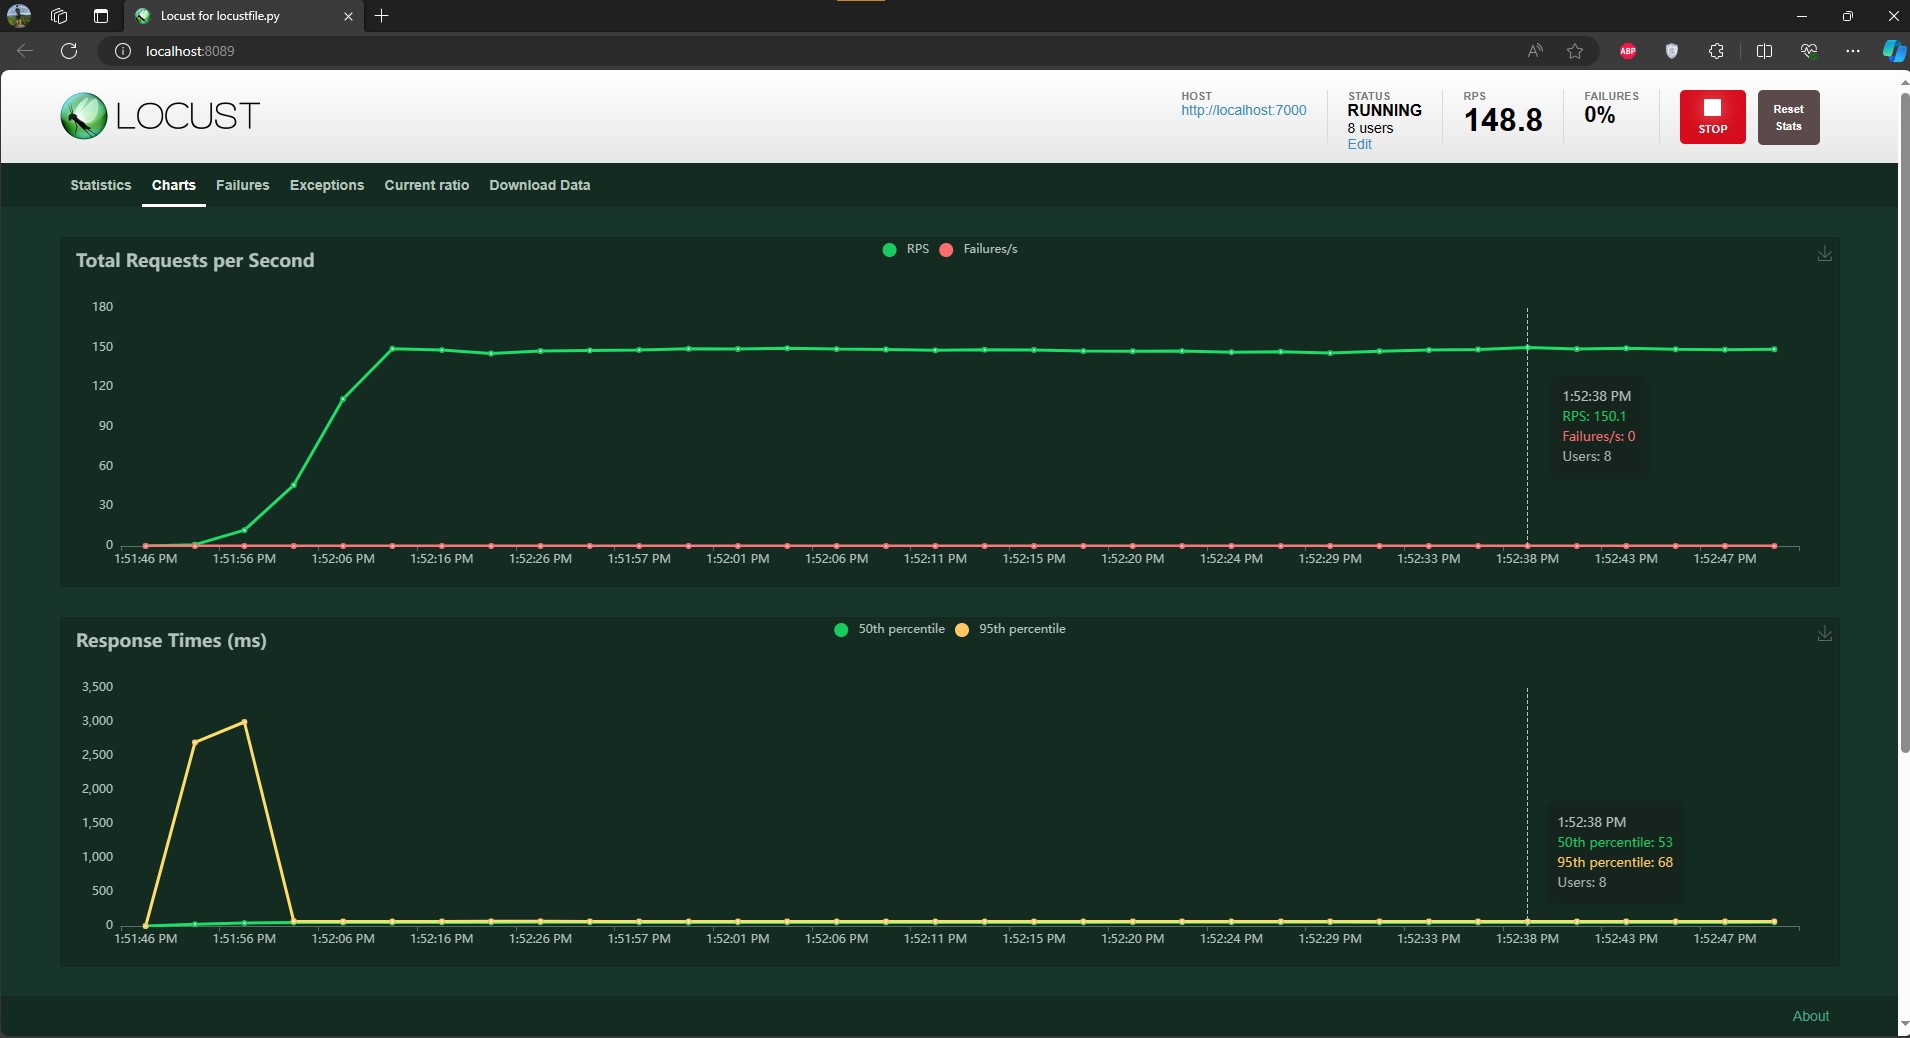 Locust for locustfile.py
localhost:8089
ABP
LOCUST
HOST
http://localhost:7000
STATUS
RUNNING
8 users
Edit
RPS
148.8
FAILURES
0%
STOP
Reset
Stats
Statistics Charts Failures Exceptions Current ratio Download Data
Total Requests per Second
RPS Failures/s
180
150
120
90
60
30
0
1:52:38 PM
RPS: 150.1
Failures/s: 0
Users: 8
1:51:46 PM 1:51:56 PM 1:52:06 PM 1:52:16 PM 1:52:26 PM 1:51:57 PM 1:52:01 PM 1:52:06 PM 1:52:11 PM 1:52:15 PM 1:52:20 PM 1:52:24 PM 1:52:29 PM 1:52:33 PM 1:52:38 PM 1:52:43 PM 1:52:47 PM
Response Times (ms)
50th percentile 95th percentile
3,500
3,000
2,500
2,000
1,500
1,000
500
0
1:52:38 PM
50th percentile: 53
95th percentile: 68
Users: 8
1:51:46 PM 1:51:56 PM 1:52:06 PM 1:52:16 PM 1:52:26 PM 1:51:57 PM 1:52:01 PM 1:52:06 PM 1:52:11 PM 1:52:15 PM 1:52:20 PM 1:52:24 PM 1:52:29 PM 1:52:33 PM 1:52:38 PM 1:52:43 PM 1:52:47 PM
About